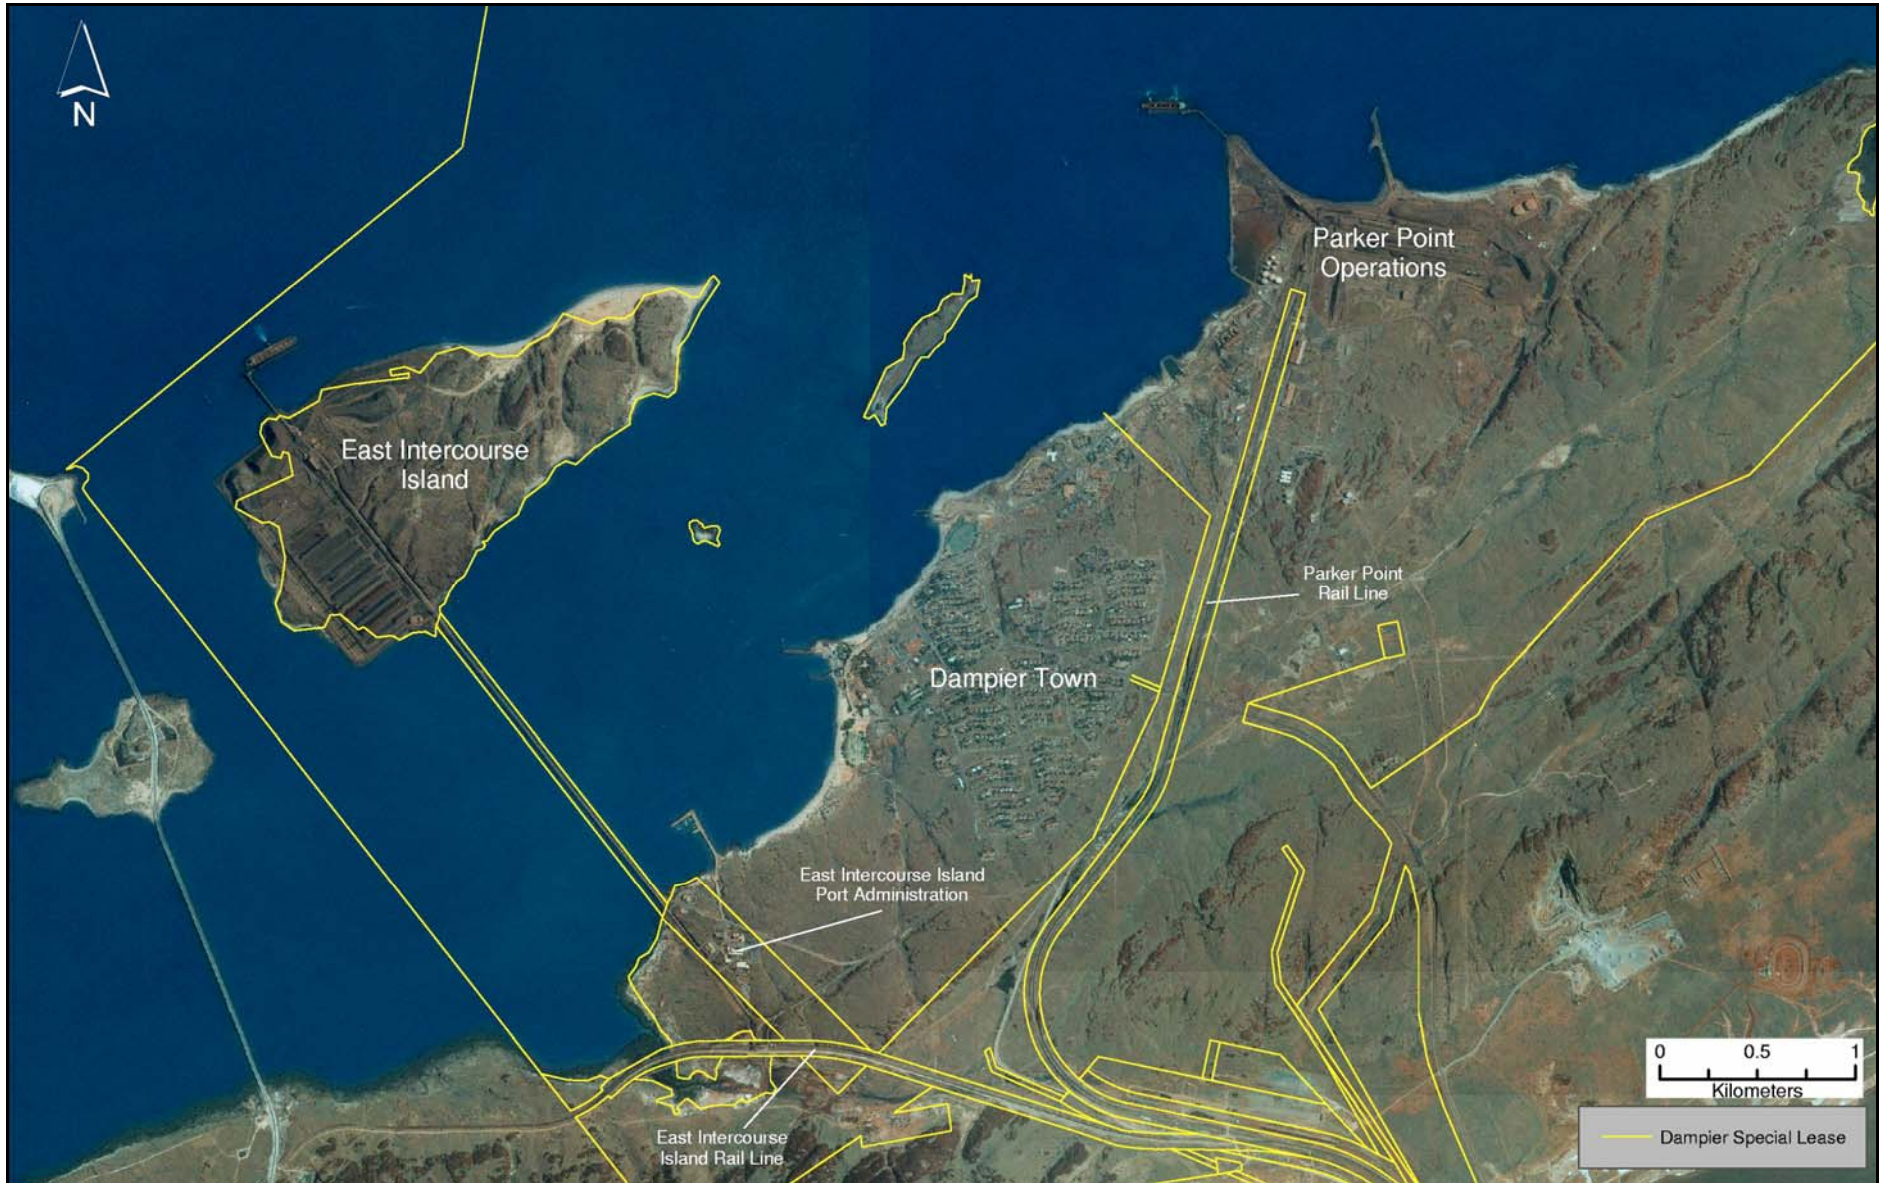 N
Parker Point
Operations
East Intercourse
Island
Parker Point
Rail Line
Dampier Town
East Intercourse Island
Port Administration
0 0.5 1
Kilometers
East Intercourse
Island Rail Line
Dampier Special Lease